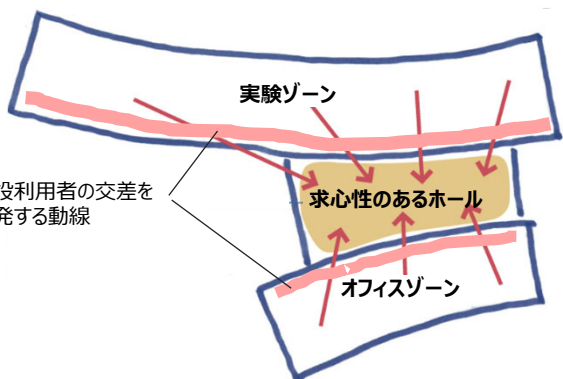 実験ゾーン
求心性のあるホール
設利用者の交差を
発する動線
オフィスゾーン